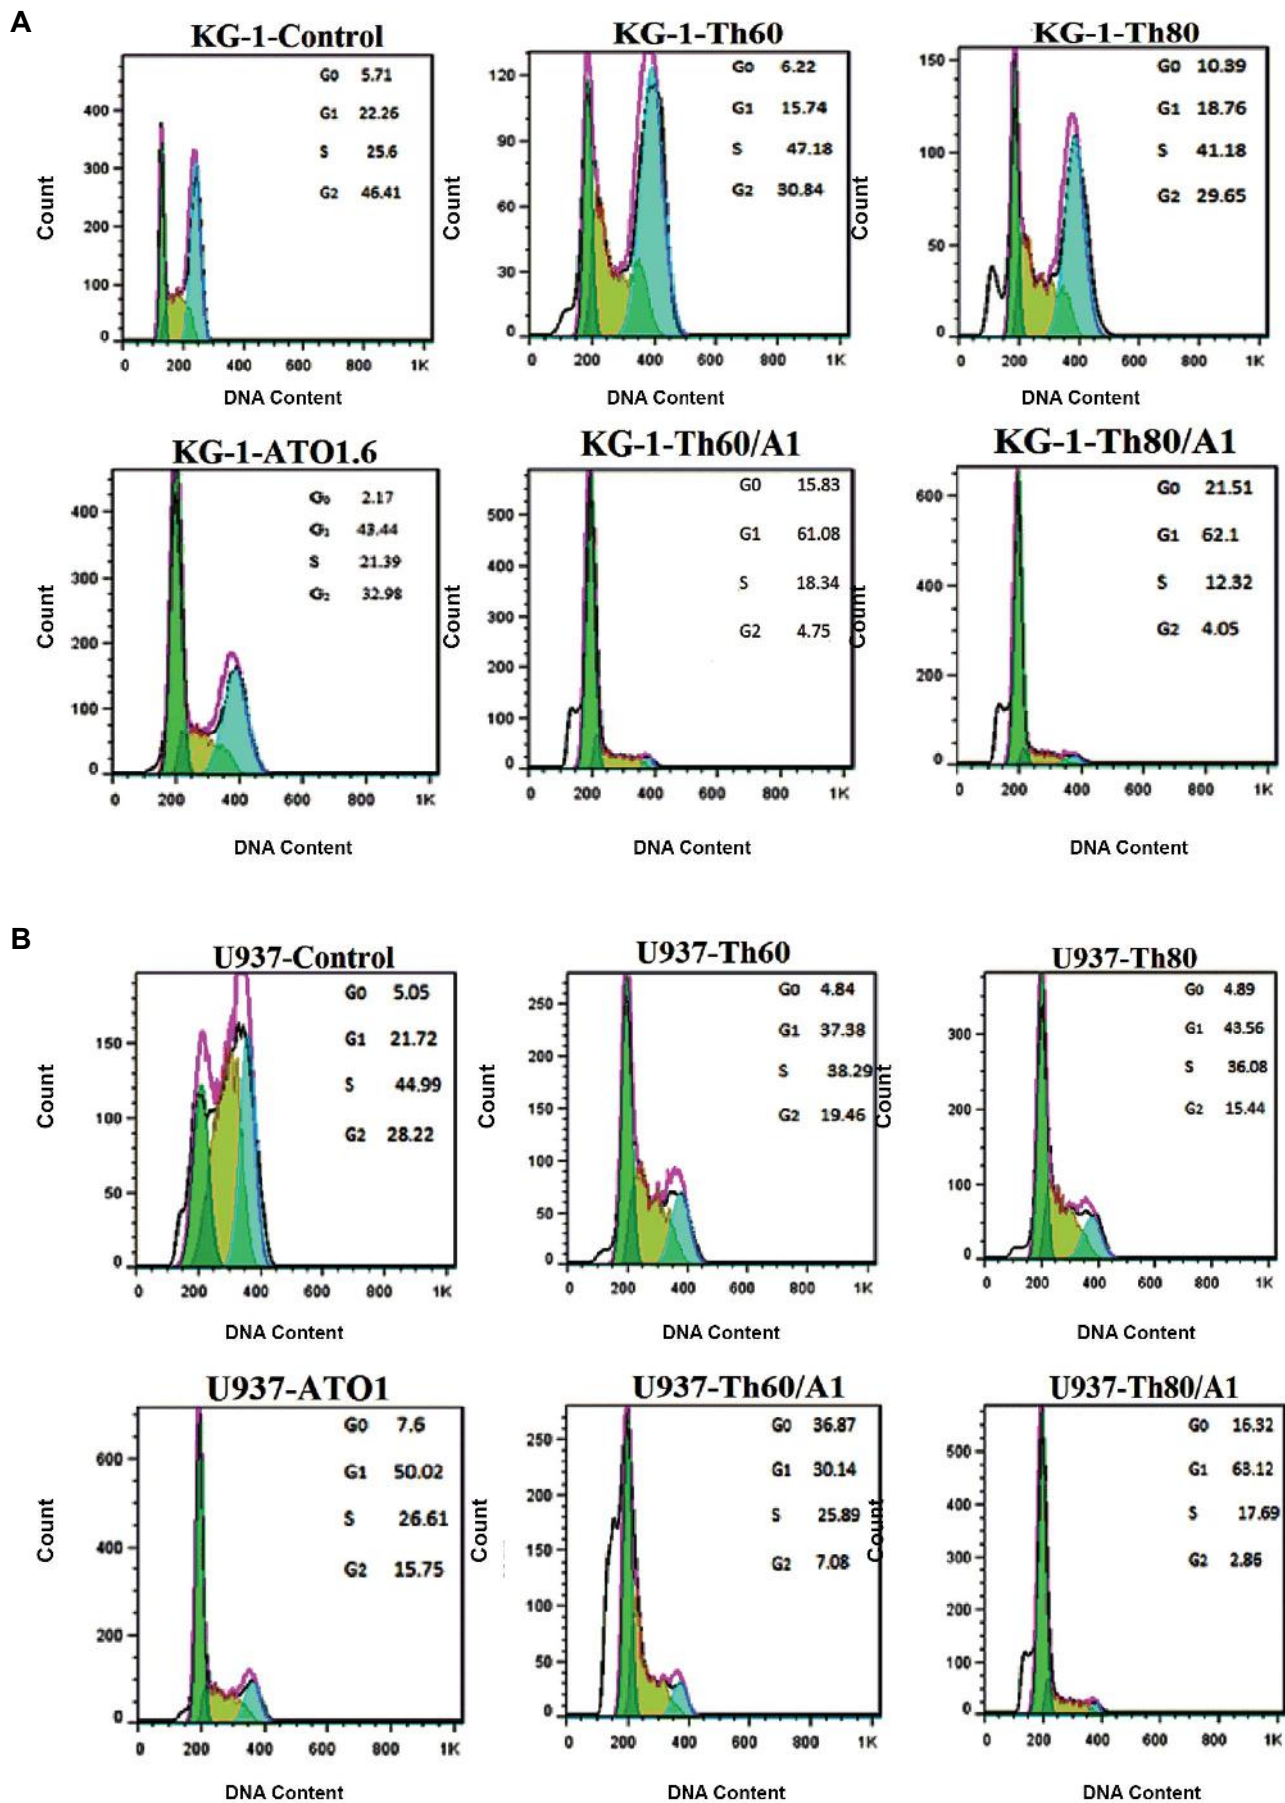 A
KG-1-Control
G0 5.71
G1 22.26
S 25.6
G2 46.41
400
300
200
100
0
0 200 400 600 800 1K
Count
DNA Content
KG-1-Th60
G0 6.22
G1 15.74
S 47.18
G2 30.84
120
90
60
30
0
0 200 400 600 800 1K
Count
DNA Content
KG-1-Th80
G0 10.39
G1 18.76
S 41.18
G2 29.65
150
100
50
0
0 200 400 600 800 1K
Count
DNA Content
KG-1-ATO1.6
G0 2.17
G1 43.44
S 21.39
G2 32.98
400
300
200
100
0
0 200 400 600 800 1K
Count
DNA Content
KG-1-Th60/A1
G0 15.83
G1 61.08
S 18.34
G2 4.75
500
400
300
200
100
0
0 200 400 600 800 1K
Count
DNA Content
KG-1-Th80/A1
G0 21.51
G1 62.1
S 12.32
G2 4.05
600
400
200
0
0 200 400 600 800 1K
Count
DNA Content
B
U937-Control
G0 5.05
G1 21.72
S 44.99
G2 28.22
150
100
50
0
0 200 400 600 800 1K
Count
DNA Content
U937-Th60
G0 4.84
G1 37.38
S 38.29
G2 19.46
250
200
150
100
50
0
0 200 400 600 800 1K
Count
DNA Content
U937-Th80
G0 4.89
G1 43.56
S 36.08
G2 15.44
300
200
100
0
0 200 400 600 800 1K
Count
DNA Content
U937-ATO1
G0 7.6
G1 50.02
S 26.61
G2 15.75
600
400
200
0
0 200 400 600 800 1K
Count
DNA Content
U937-Th60/A1
G0 36.87
G1 30.14
S 25.89
G2 7.08
250
200
150
100
50
0
0 200 400 600 800 1K
Count
DNA Content
U937-Th80/A1
G0 16.32
G1 63.12
S 17.69
G2 2.86
500
400
300
200
100
0
0 200 400 600 800 1K
Count
DNA Content